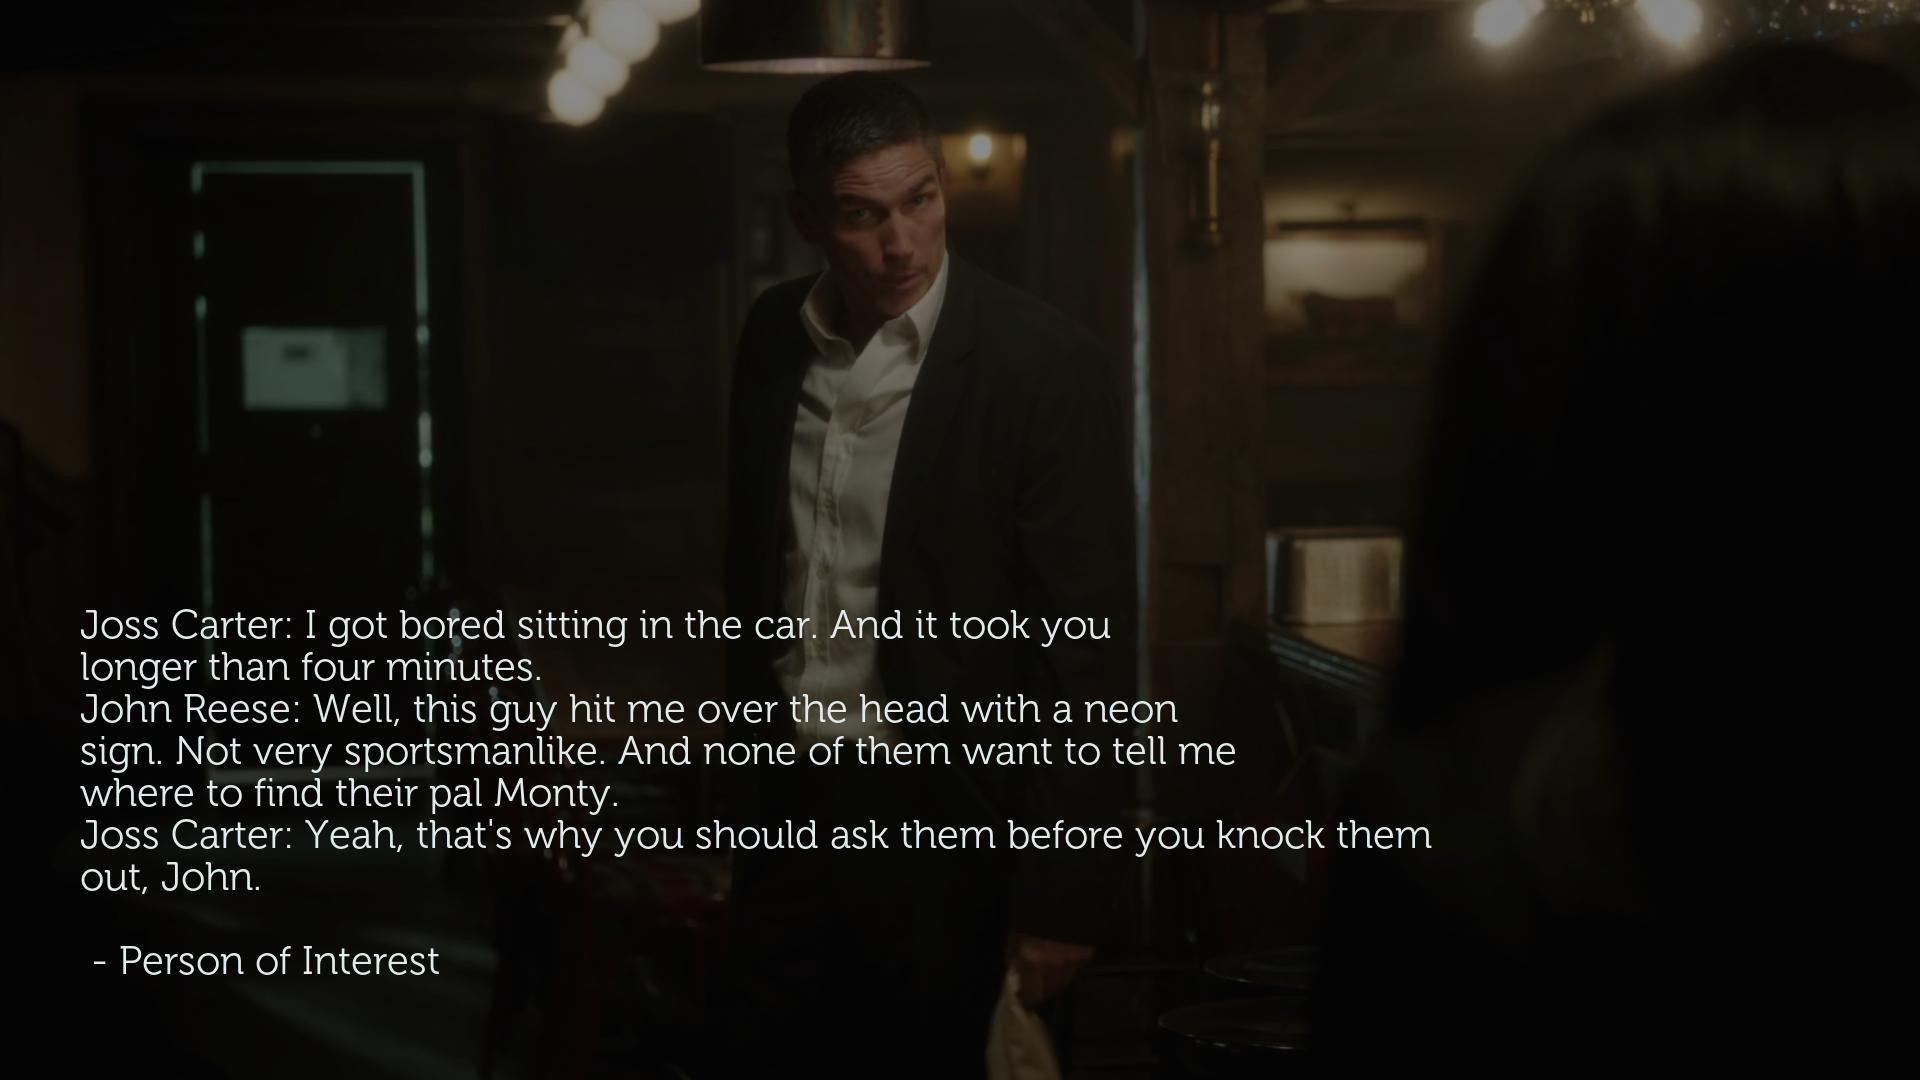 Joss Carter: I got bored sitting in the car. And it took you
longer than four minutes.
John Reese: Well, this guy hit me over the head with a neon
sign. Not very sportsmanlike. And none of them want to tell me
where to find their pal Monty.
Joss Carter: Yeah, that's why you should ask them before you knock them
out, John.
- Person of Interest